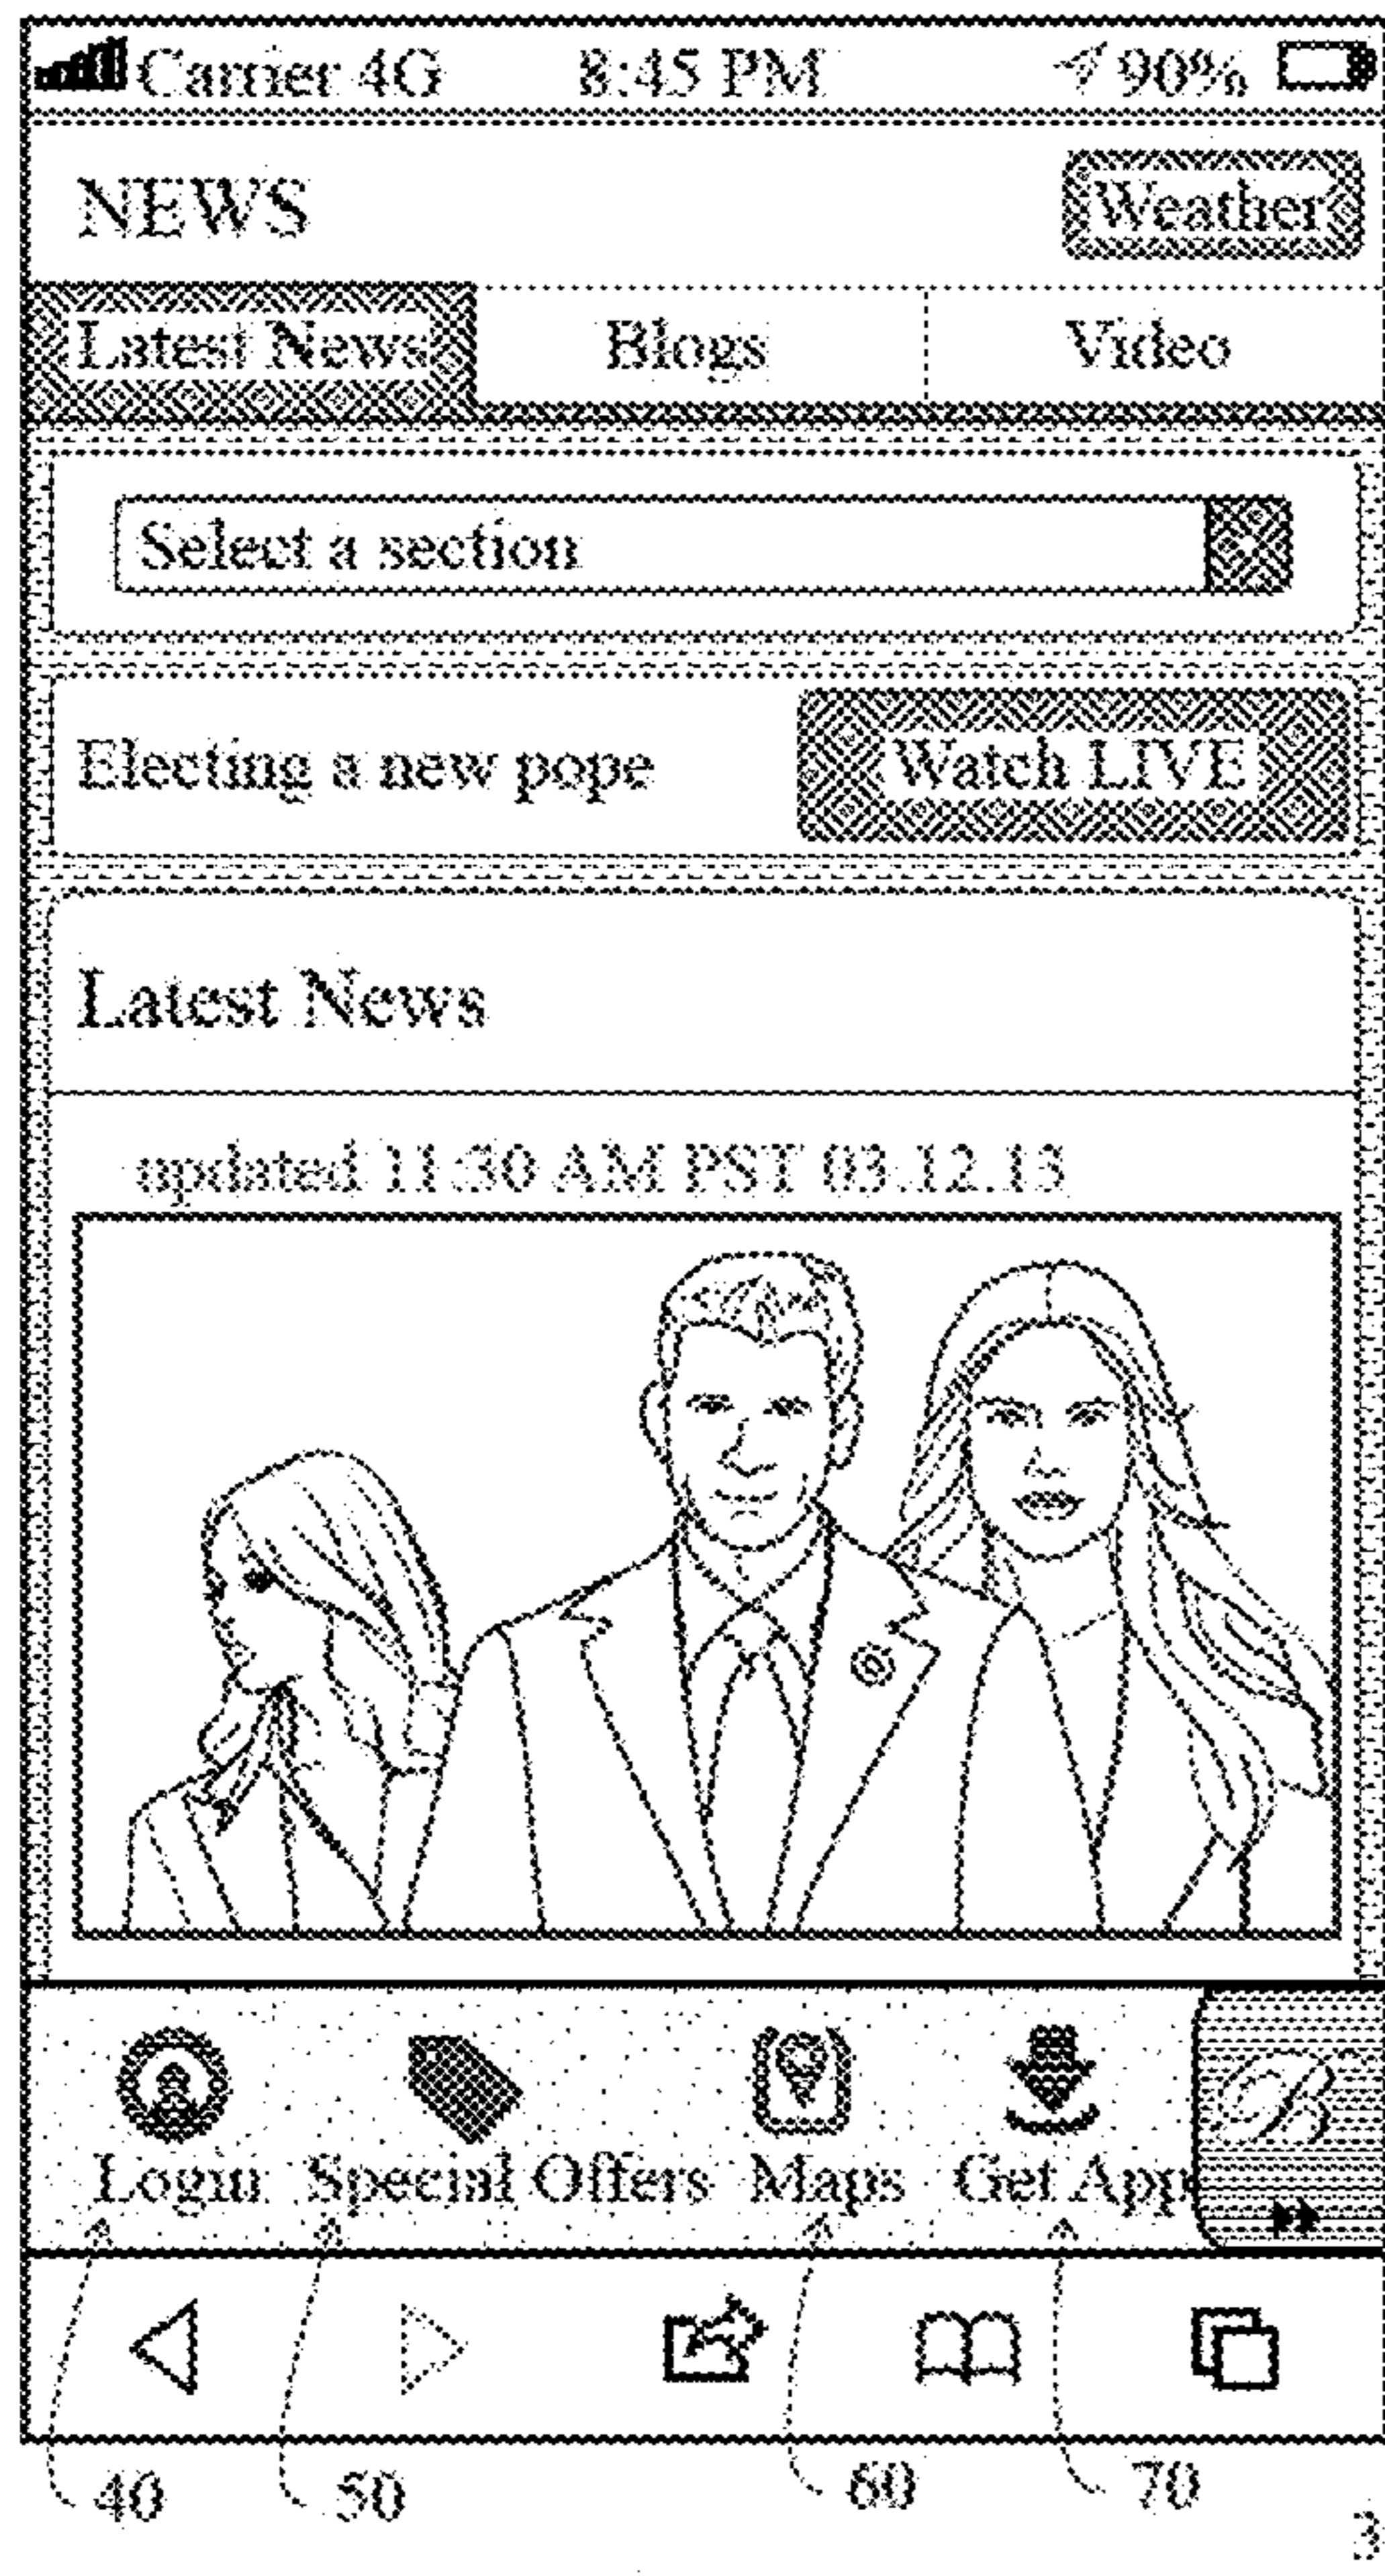 Carrier 4G 8:45 PM 90%
NEWS Weather
Latest News Blogs Video
Select a section
Electing a new pope Watch LIVE
Latest News
updated 11:30 AM PST 03.12.13
Login Special Offers Maps Get App
40 50 60 70
3